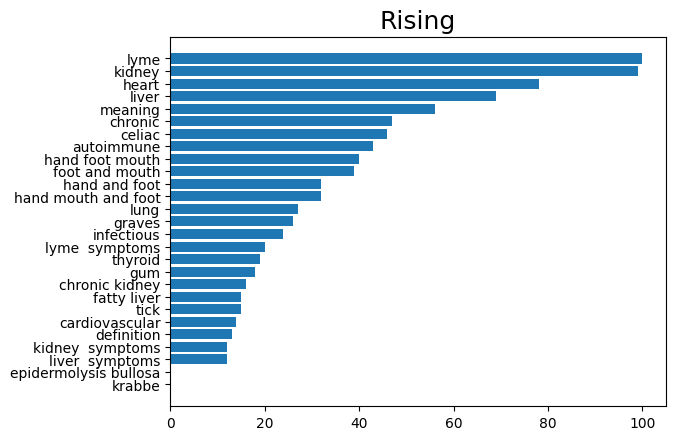 Rising
lyme
kidney
heart
liver
meaning
chronic
celiac
autoimmune
hand foot mouth
foot and mouth
hand and foot
hand mouth and foot
lung
graves
infectious
lyme  symptoms
thyroid
gum
chronic kidney
fatty liver
tick
cardiovascular
definition
kidney  symptoms
liver  symptoms
epidermolysis bullosa
krabbe
0 20 40 60 80 100